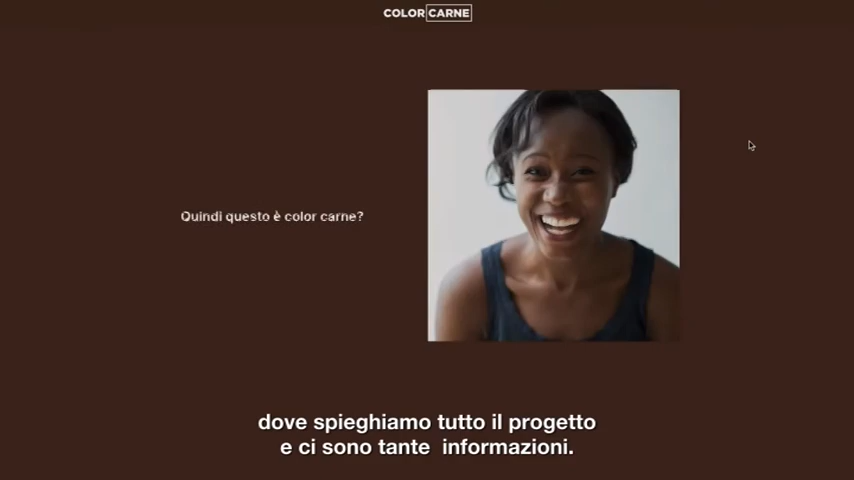 COLOR CARNE
Quindi questo è color carne?
dove spieghiamo tutto il progetto
e ci sono tante informazioni.